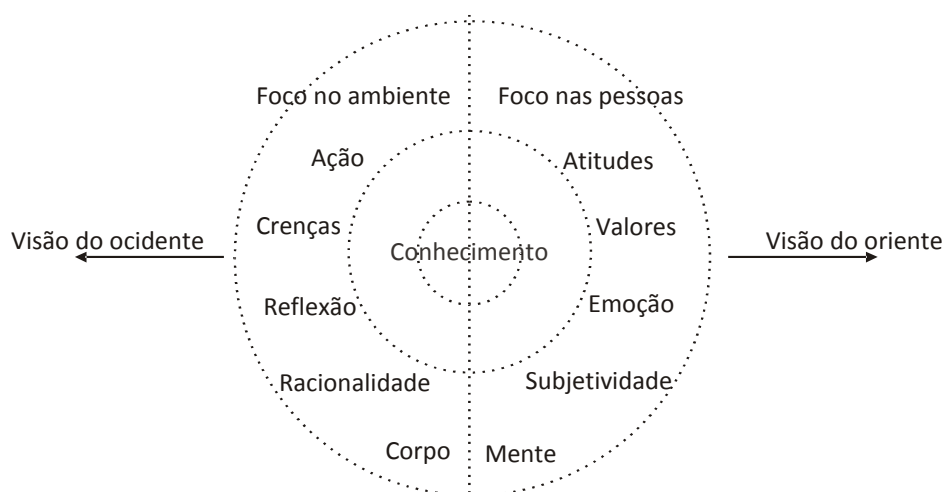 Foco no ambiente
Foco nas pessoas
Ação
Atitudes
Crenças
Valores
Visão do ocidente
Conhecimento
Visão do oriente
Reflexão
Emoção
Racionalidade
Subjetividade
Corpo
Mente